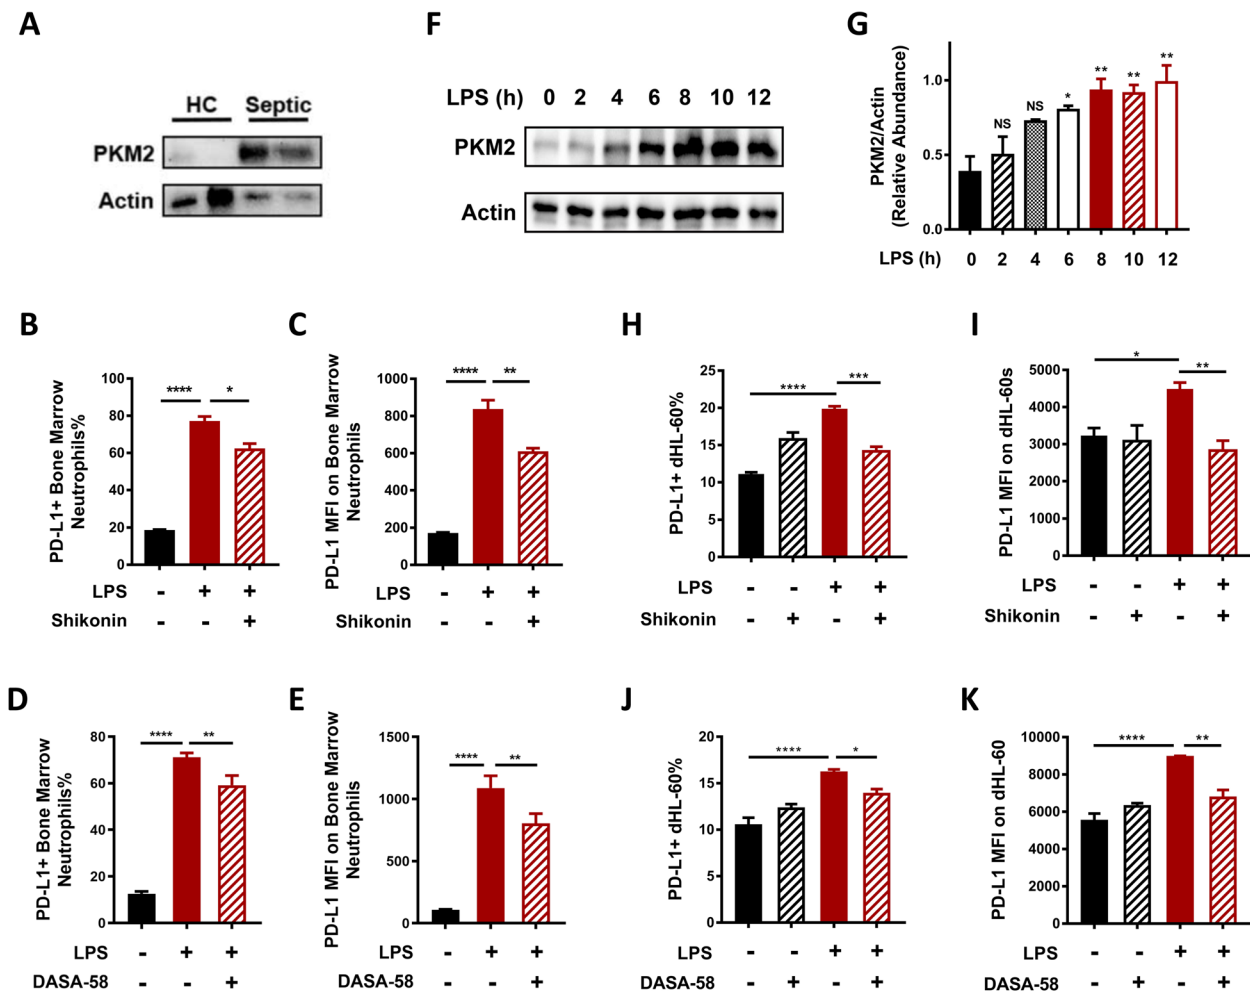 A
HC Septic
PKM2
Actin
F
LPS (h) 0 2 4 6 8 10 12
PKM2
Actin
G
PKM2/Actin
(Relative Abundance)
1.0
0.5
0.0
NS NS * ** ** **
LPS (h) 0 2 4 6 8 10 12
B
PD-L1+ Bone Marrow
Neutrophils%
100
80
60
40
20
0
**** *
LPS - + +
Shikonin - - +
C
PD-L1 MFI on Bone Marrow
Neutrophils
1000
800
600
400
200
0
**** **
LPS - + +
Shikonin - - +
H
PD-L1+ dHL-60%
25
20
15
10
5
0
**** ***
LPS - - + +
Shikonin - + - +
I
PD-L1 MFI on dHL-60s
5000
4000
3000
2000
1000
0
* **
LPS - - + +
Shikonin - + - +
D
PD-L1+ Bone Marrow
Neutrophils%
80
60
40
20
0
**** **
LPS - + +
DASA-58 - - +
E
PD-L1 MFI on Bone Marrow
Neutrophils
1500
1000
500
0
**** **
LPS - + +
DASA-58 - - +
J
PD-L1+ dHL-60%
20
15
10
5
0
**** *
LPS - - + +
DASA-58 - + - +
K
PD-L1 MFI on dHL-60
10000
8000
6000
4000
2000
0
**** **
LPS - - + +
DASA-58 - + - +